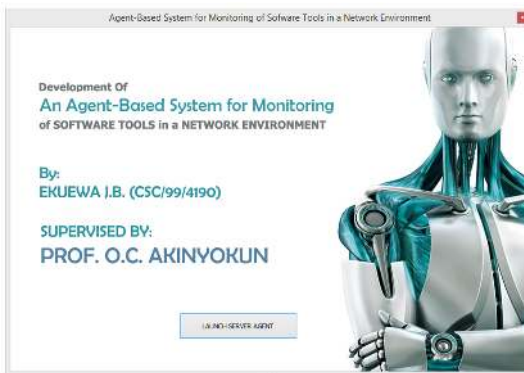 Agent-Based System for Monitoring of Sofware Tools in a Network Environment
Development Of
An Agent-Based System for Monitoring
of SOFTWARE TOOLS in a NETWORK ENVIRONMENT
By:
EKUEWA J.B. (CSC/99/4190)
SUPERVISED BY:
PROF. O.C. AKINYOKUN
LAUNCH SERVER AGENT